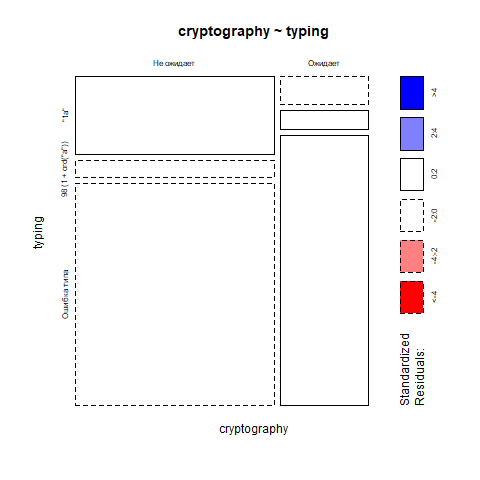 cryptography ~ typing
Не ожидает
Ожидает
"1a"
98 (1 + ord("a"))
Ошибка типа
typing
cryptography
>4
2:4
0:2
-2:0
-4:-2
<-4
Standardized
Residuals: